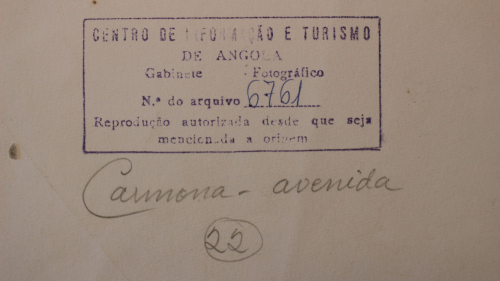 CENTRO DE INFORMAÇÃO E TURISMO
DE ANGOLA
Gabinete Fotográfico
N.º do arquivo 6761
Reprodução autorizada desde que seja
mencionada a origem
Carmona - avenida
22